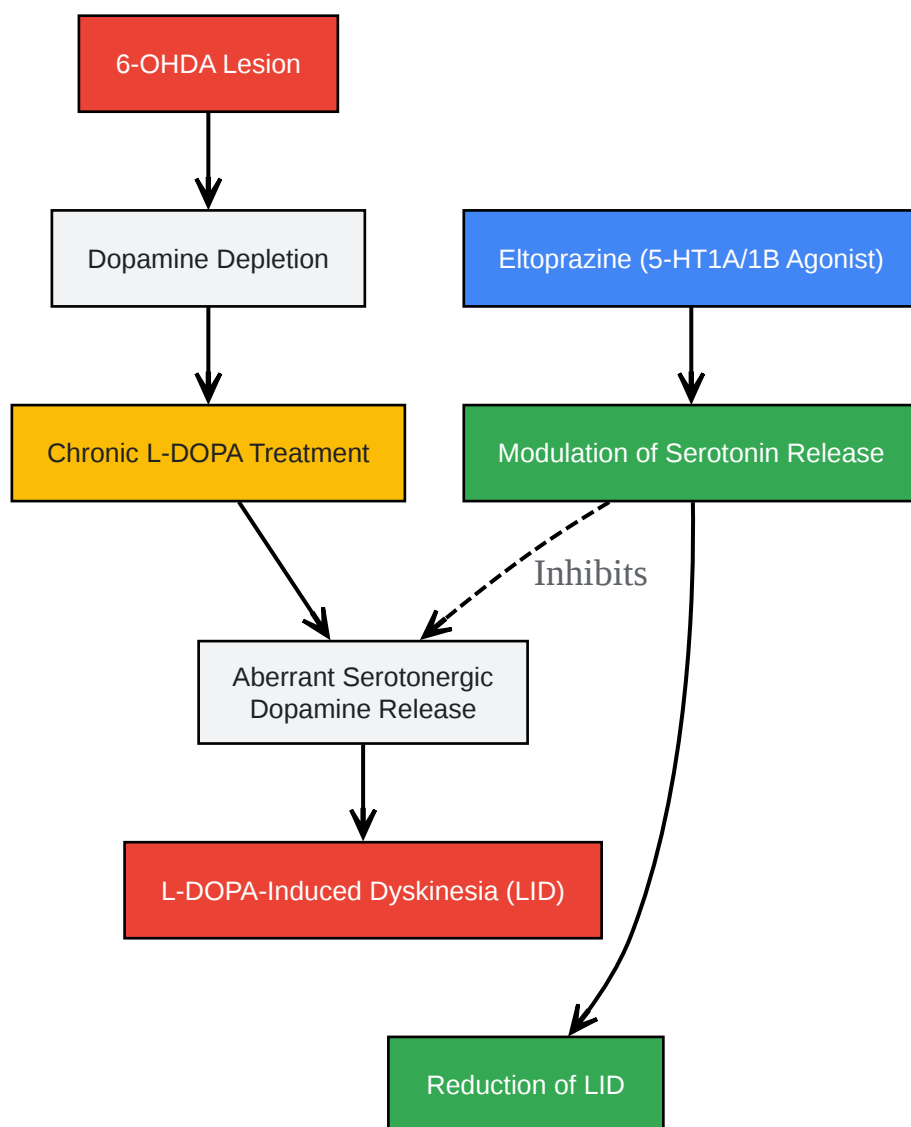 6-OHDA Lesion
Dopamine Depletion
Eltoprazine (5-HT1A/1B Agonist)
Chronic L-DOPA Treatment
Modulation of Serotonin Release
Inhibits
Aberrant Serotonergic
Dopamine Release
L-DOPA-Induced Dyskinesia (LID)
Reduction of LID